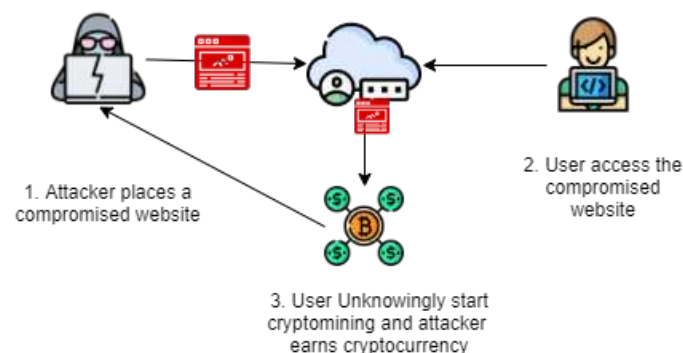 1. Attacker places a
compromised website
2. User access the
compromised
website
3. User Unknowingly start
cryptomining and attacker
earns cryptocurrency